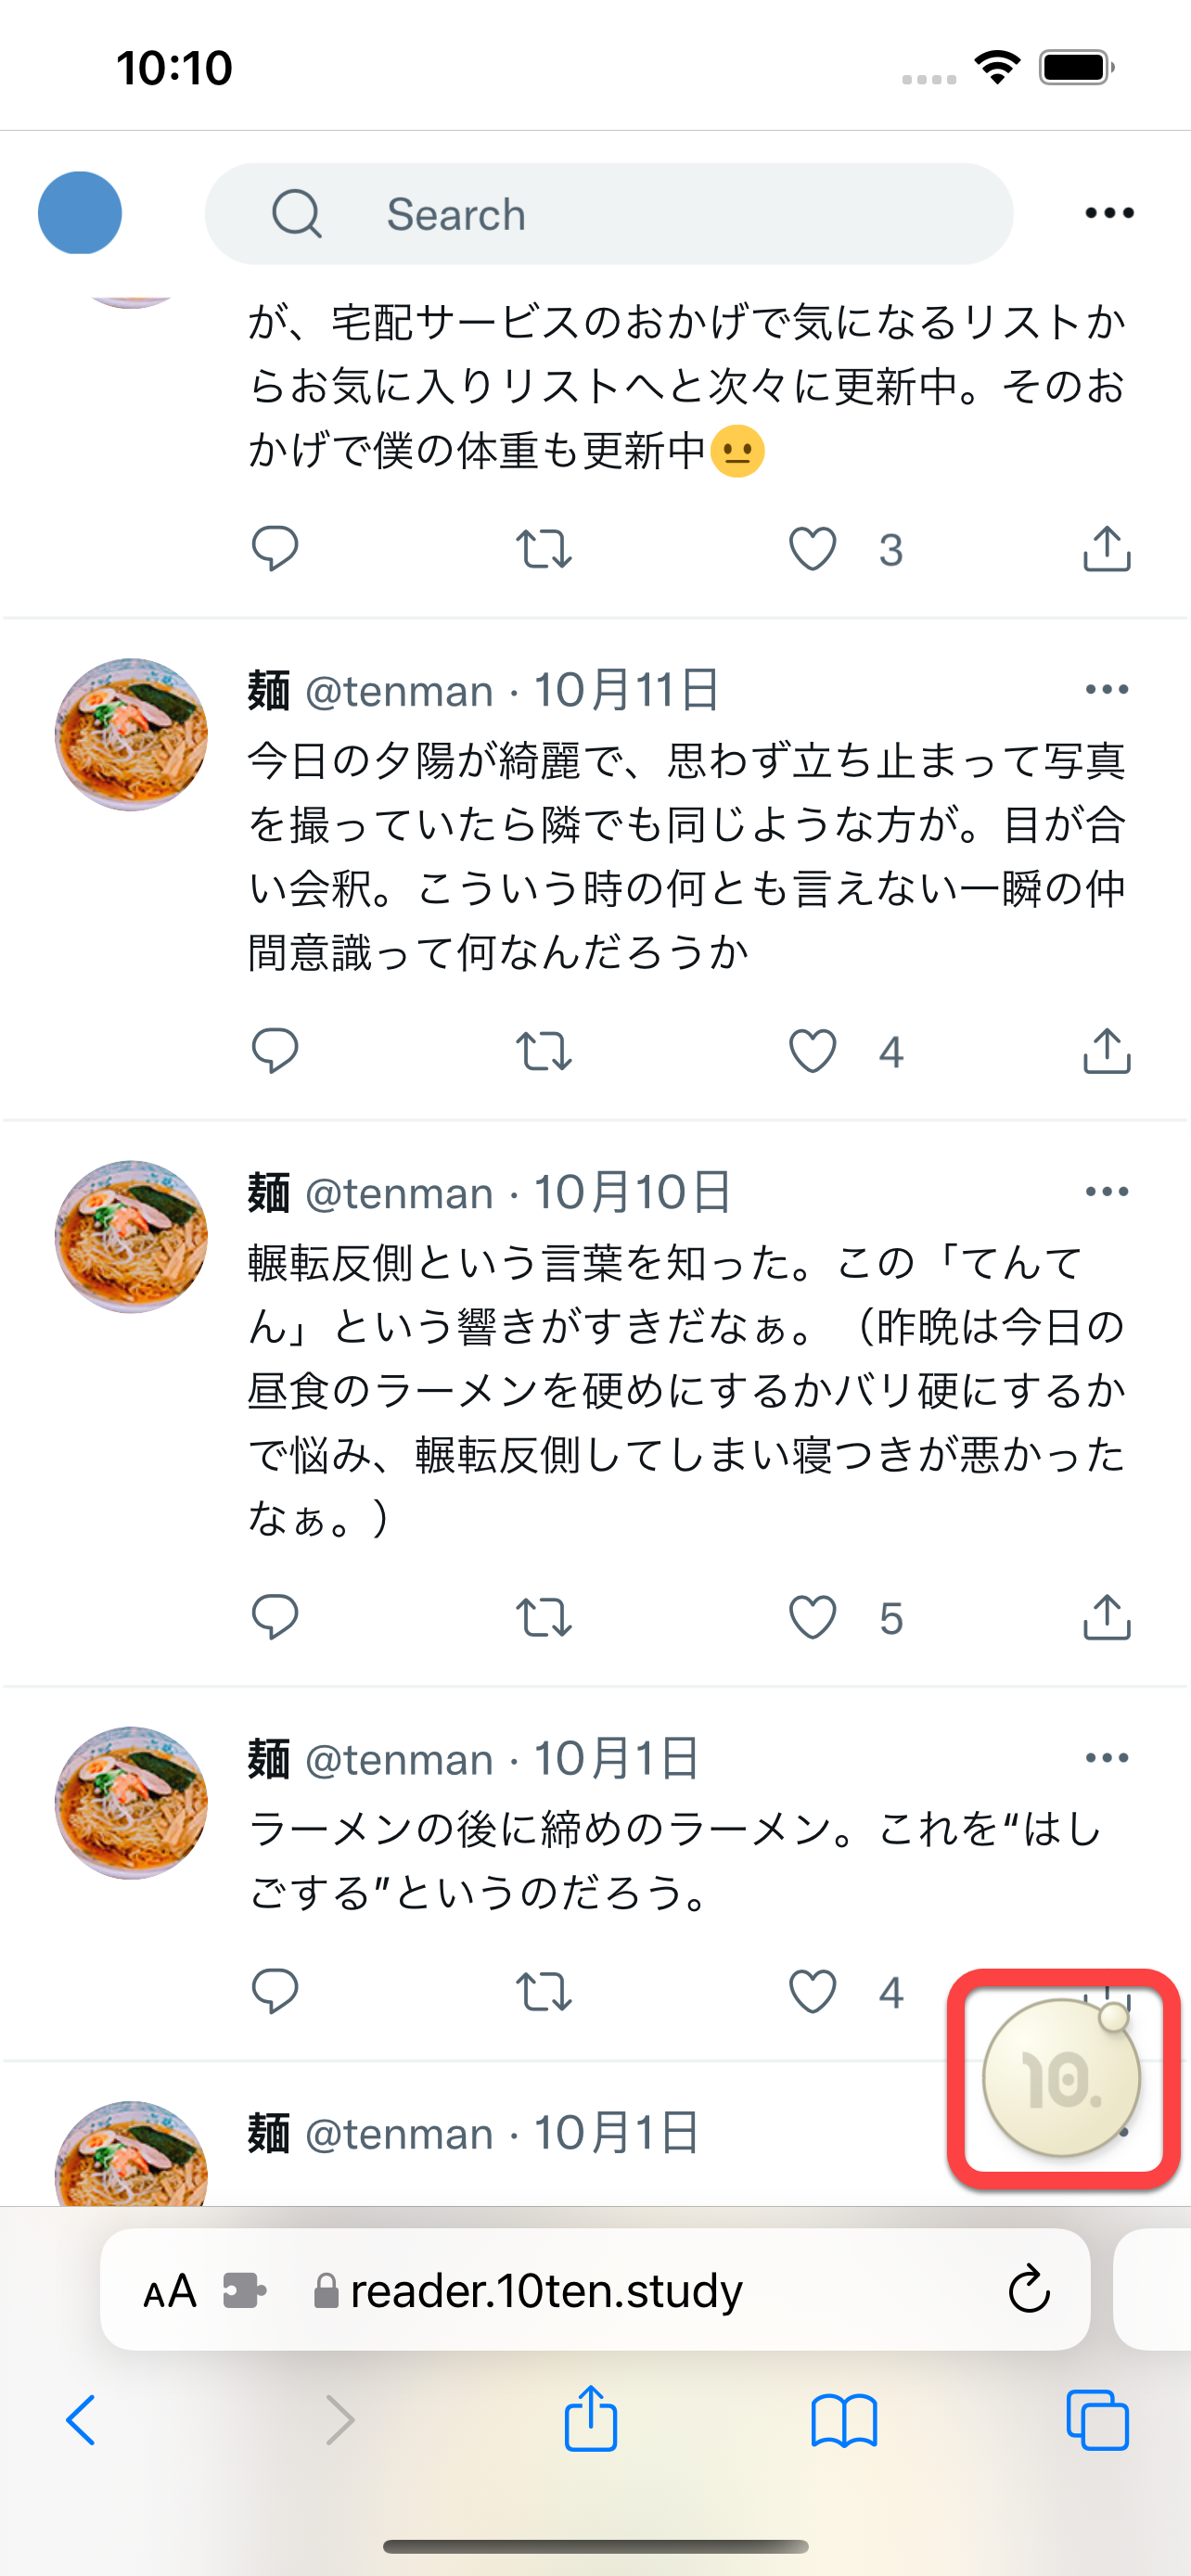 10:10
Search
が、宅配サービスのおかげで気になるリストか
らお気に入りリストへと次々に更新中。そのお
かげで僕の体重も更新中😐
3
麺 @tenman · 10月11日
今日の夕陽が綺麗で、思わず立ち止まって写真
を撮っていたら隣でも同じような方が。目が合
い会釈。こういう時の何とも言えない一瞬の仲
間意識って何なんだろうか
4
麺 @tenman · 10月10日
輾転反側という言葉を知った。この「てんて
ん」という響きがすきだなぁ。（昨晩は今日の
昼食のラーメンを硬めにするかバリ硬にするか
で悩み、輾転反側してしまい寝つきが悪かった
なぁ。）
5
麺 @tenman · 10月1日
ラーメンの後に締めのラーメン。これを“はし
ごする”というのだろう。
4
10.
麺 @tenman · 10月1日
AA reader.10ten.study